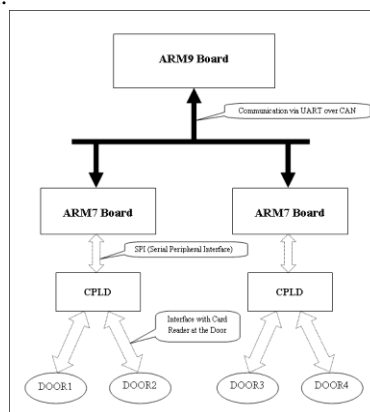 ARM9 Board
Communication via UART over CAN
ARM7 Board
ARM7 Board
SPI (Serial Peripheral Interface)
CPLD
CPLD
Interface with Card
Reader at the Door
DOOR1
DOOR2
DOOR3
DOOR4